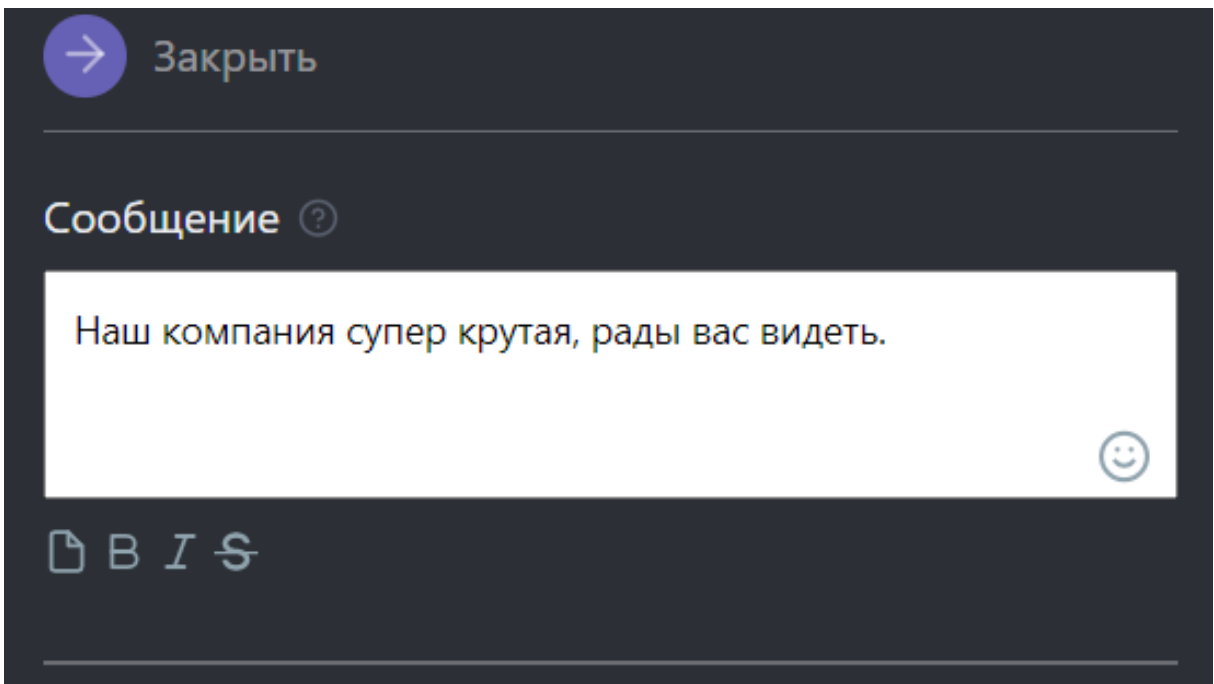 Закрыть
Сообщение
Наш компания супер крутая, рады вас видеть.
B I S